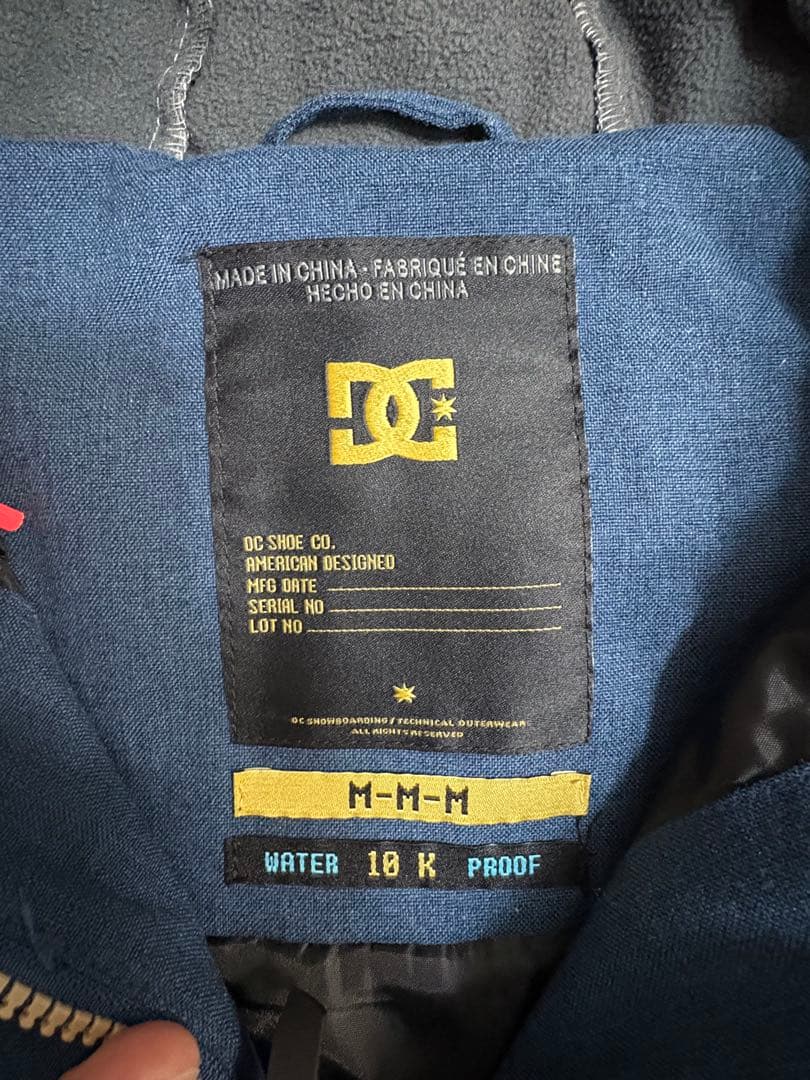 MADE IN CHINA - FABRIQUÉ EN CHINE
HECHO EN CHINA
DC
DC SHOE CO.
AMERICAN DESIGNED
MFG DATE
SERIAL NO
LOT NO
DC SNOWBOARDING / TECHNICAL OUTERWEAR
ALL RIGHTS RESERVED
M-M-M
WATER 10 K PROOF